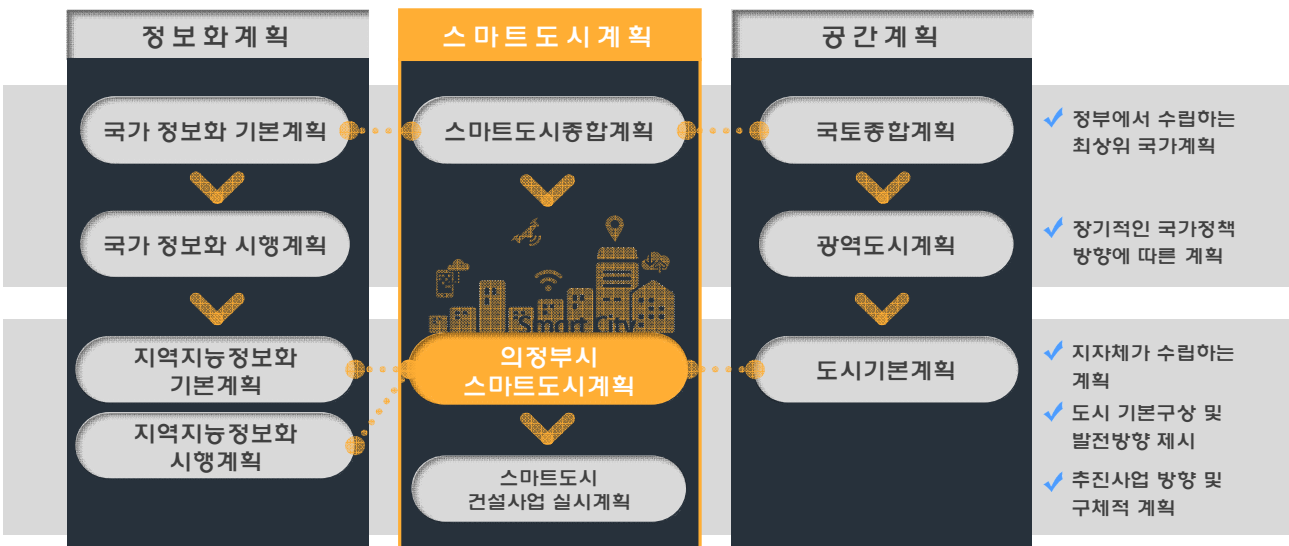 정보화계획
스마트도시계획
공간계획
국가 정보화 기본계획
스마트도시종합계획
국토종합계획
정부에서 수립하는
최상위 국가계획
국가 정보화 시행계획
광역도시계획
장기적인 국가정책
방향에 따른 계획
Smart City
지역지능정보화
기본계획
의정부시
스마트도시계획
도시기본계획
지자체가 수립하는
계획
지역지능정보화
시행계획
도시 기본구상 및
발전방향 제시
스마트도시
건설사업 실시계획
추진사업 방향 및
구체적 계획